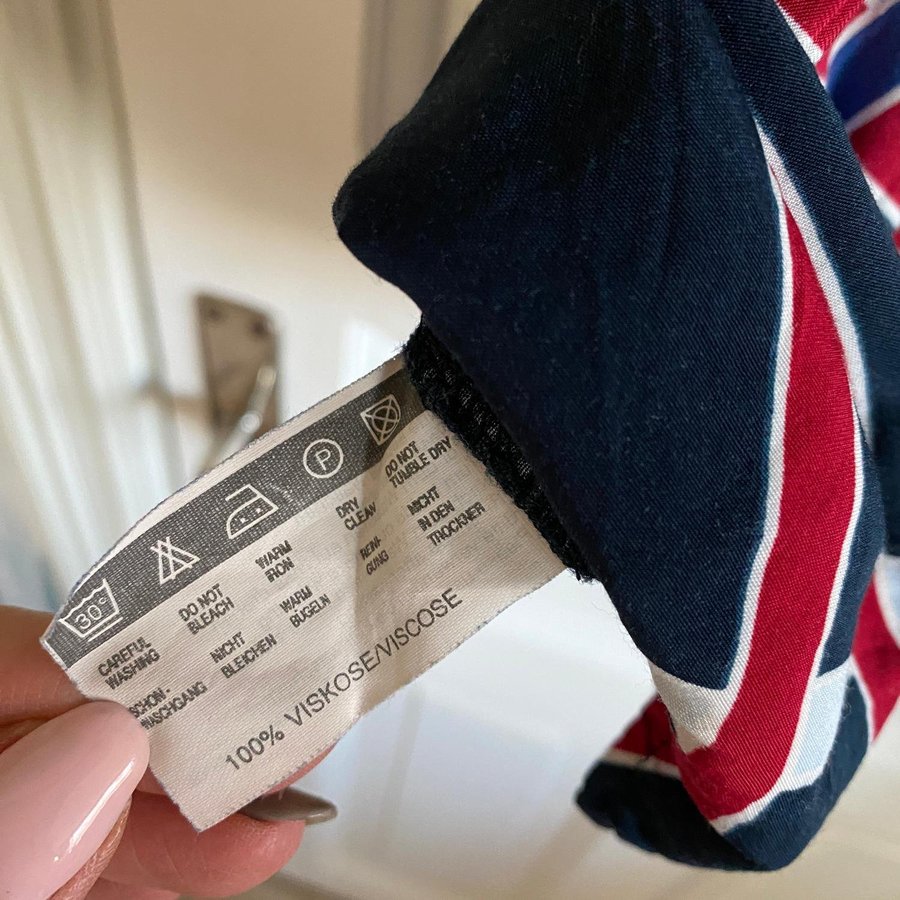 30°
P
CAREFUL
WASHING
DO NOT
BLEACH
WARM
IRON
DRY
CLEAN
DO NOT
TUMBLE DRY
SCHON-
WASCHGANG
NICHT
BLEICHEN
WARM
BÜGELN
REINI-
GUNG
NICHT
IN DEN
TROCKNER
100% VISKOSE/VISCOSE